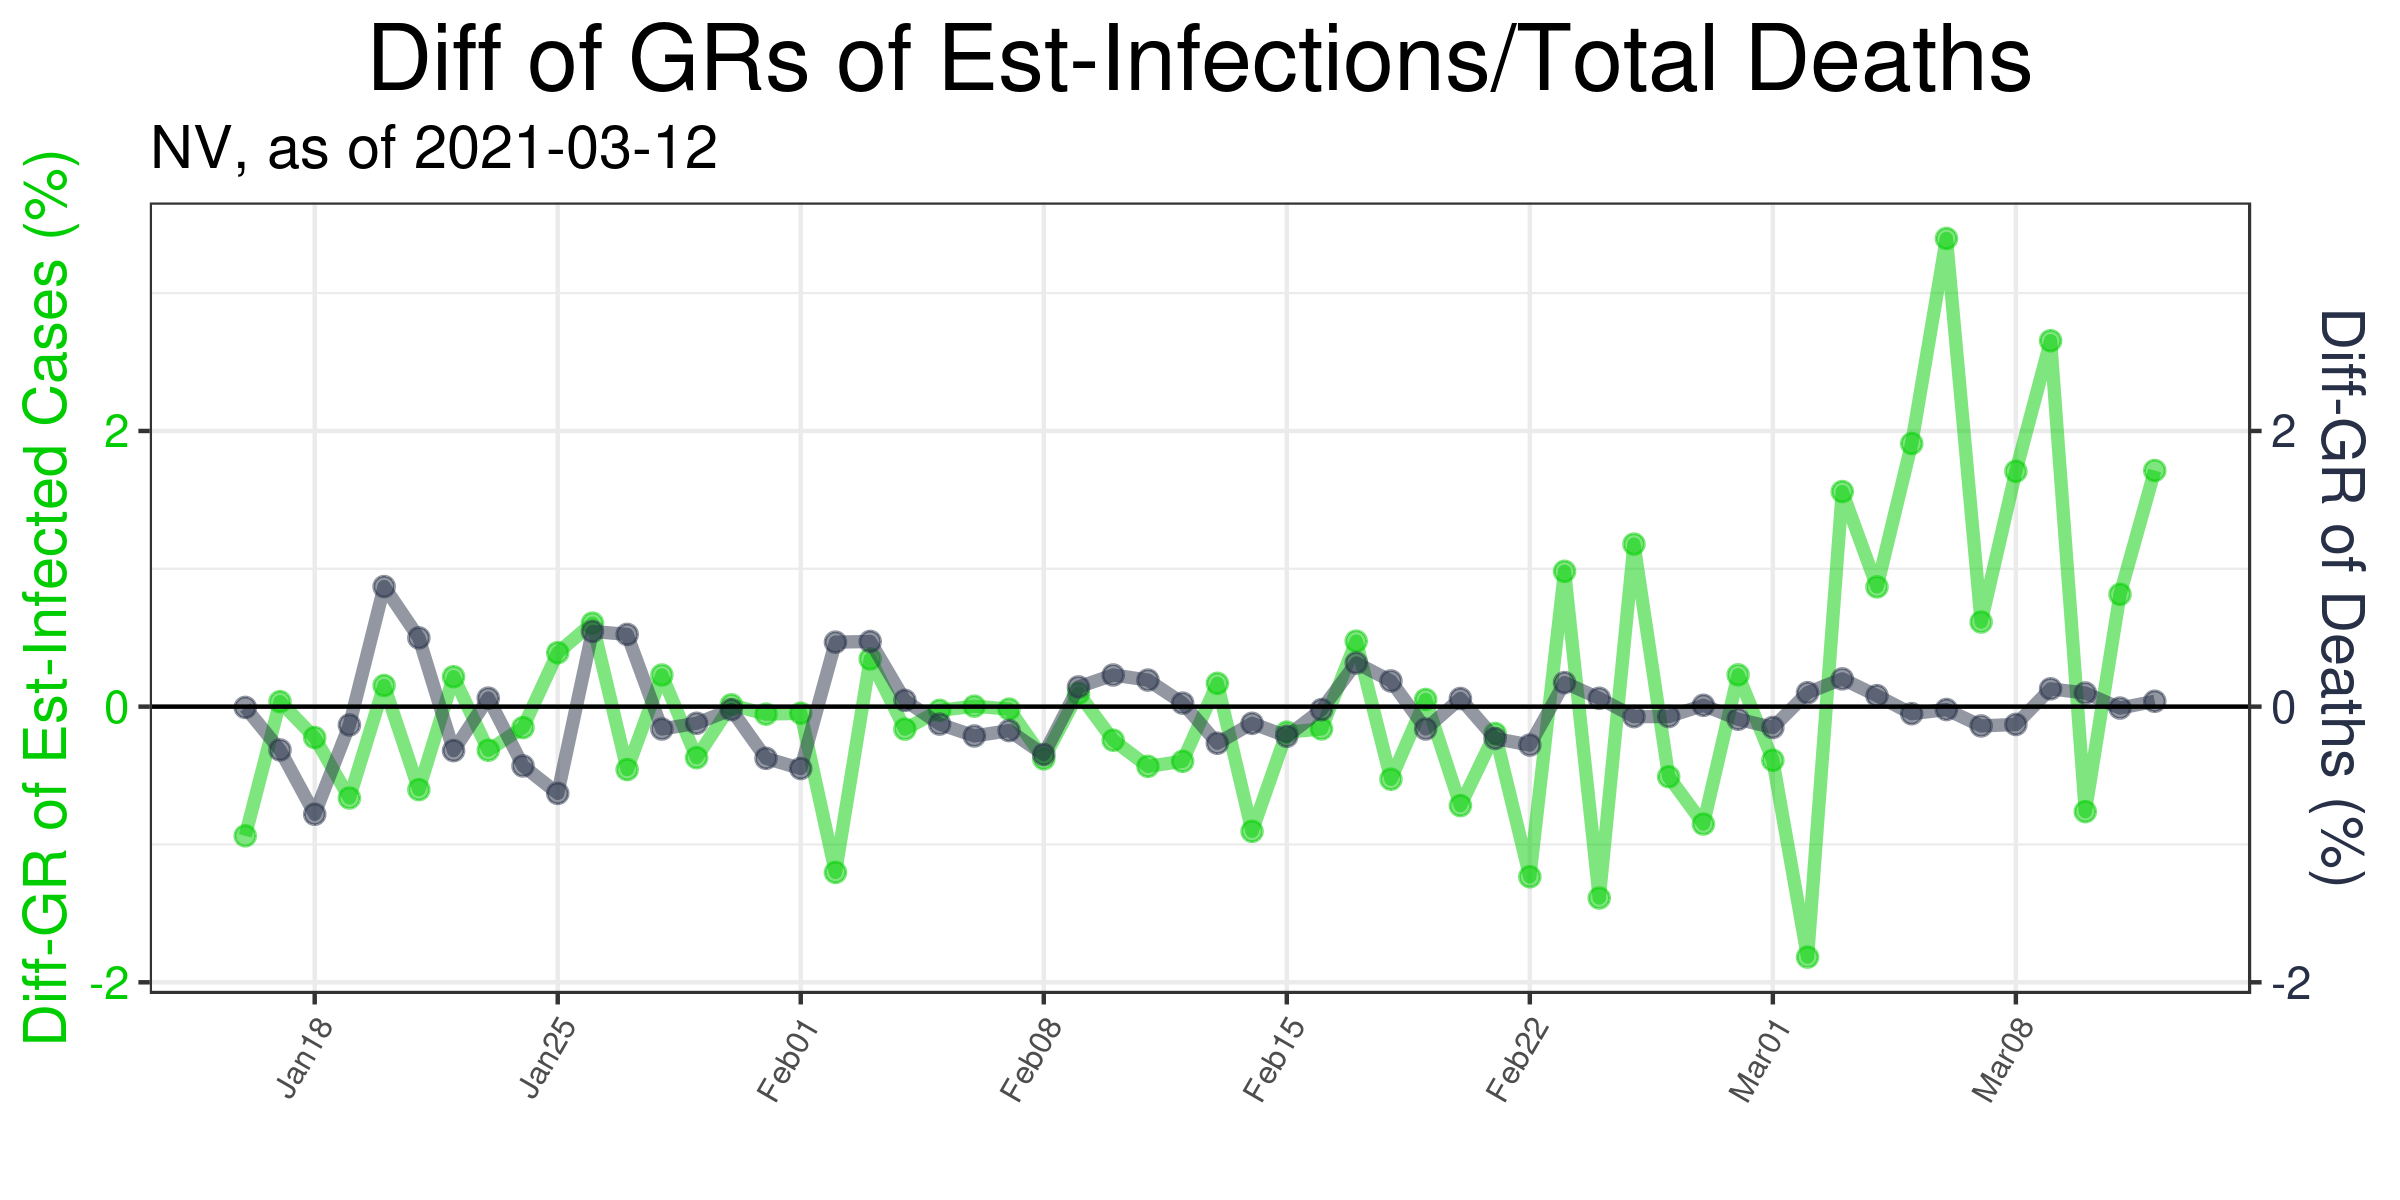 Diff of GRs of Est-Infections/Total Deaths
NV, as of 2021-03-12
Diff-GR of Est-Infected Cases (%)
2
0
-2
2
0
-2
Diff-GR of Deaths (%)
Jan18
Jan25
Feb01
Feb08
Feb15
Feb22
Mar01
Mar08